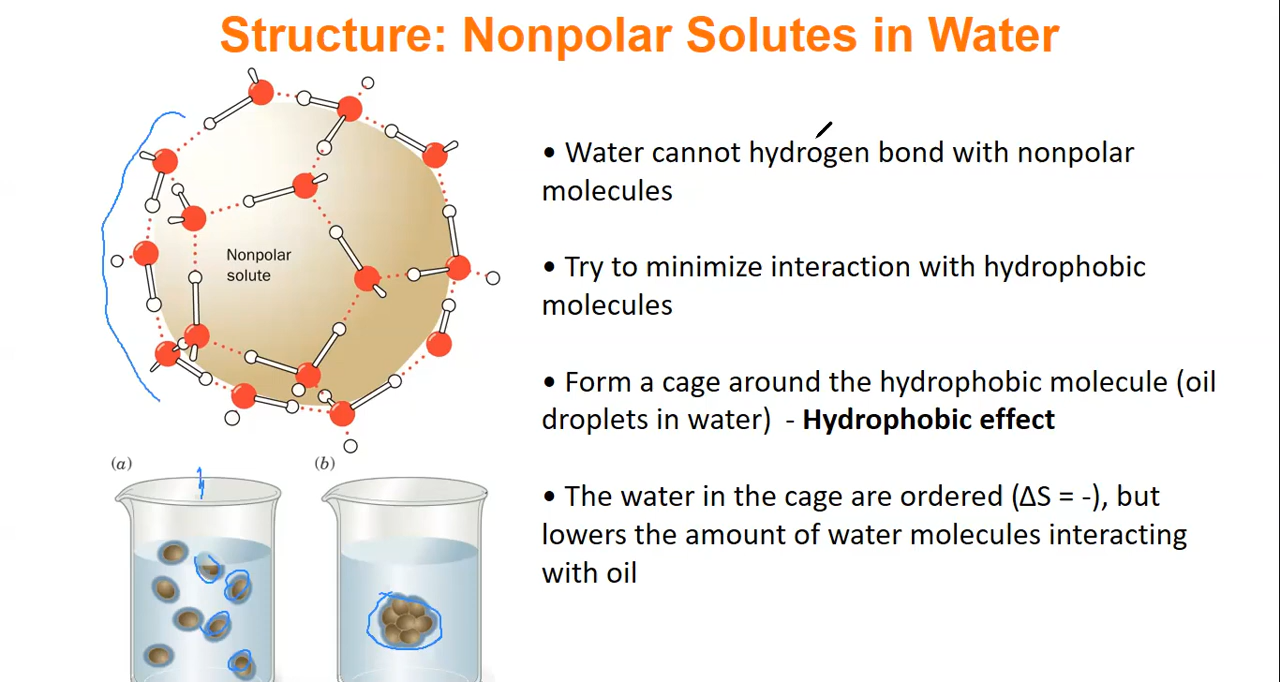 Structure: Nonpolar Solutes in Water
Nonpolar
solute
(a)
(b)
• Water cannot hydrogen bond with nonpolar
molecules
• Try to minimize interaction with hydrophobic
molecules
• Form a cage around the hydrophobic molecule (oil
droplets in water)  - Hydrophobic effect
• The water in the cage are ordered (ΔS = -), but
lowers the amount of water molecules interacting
with oil